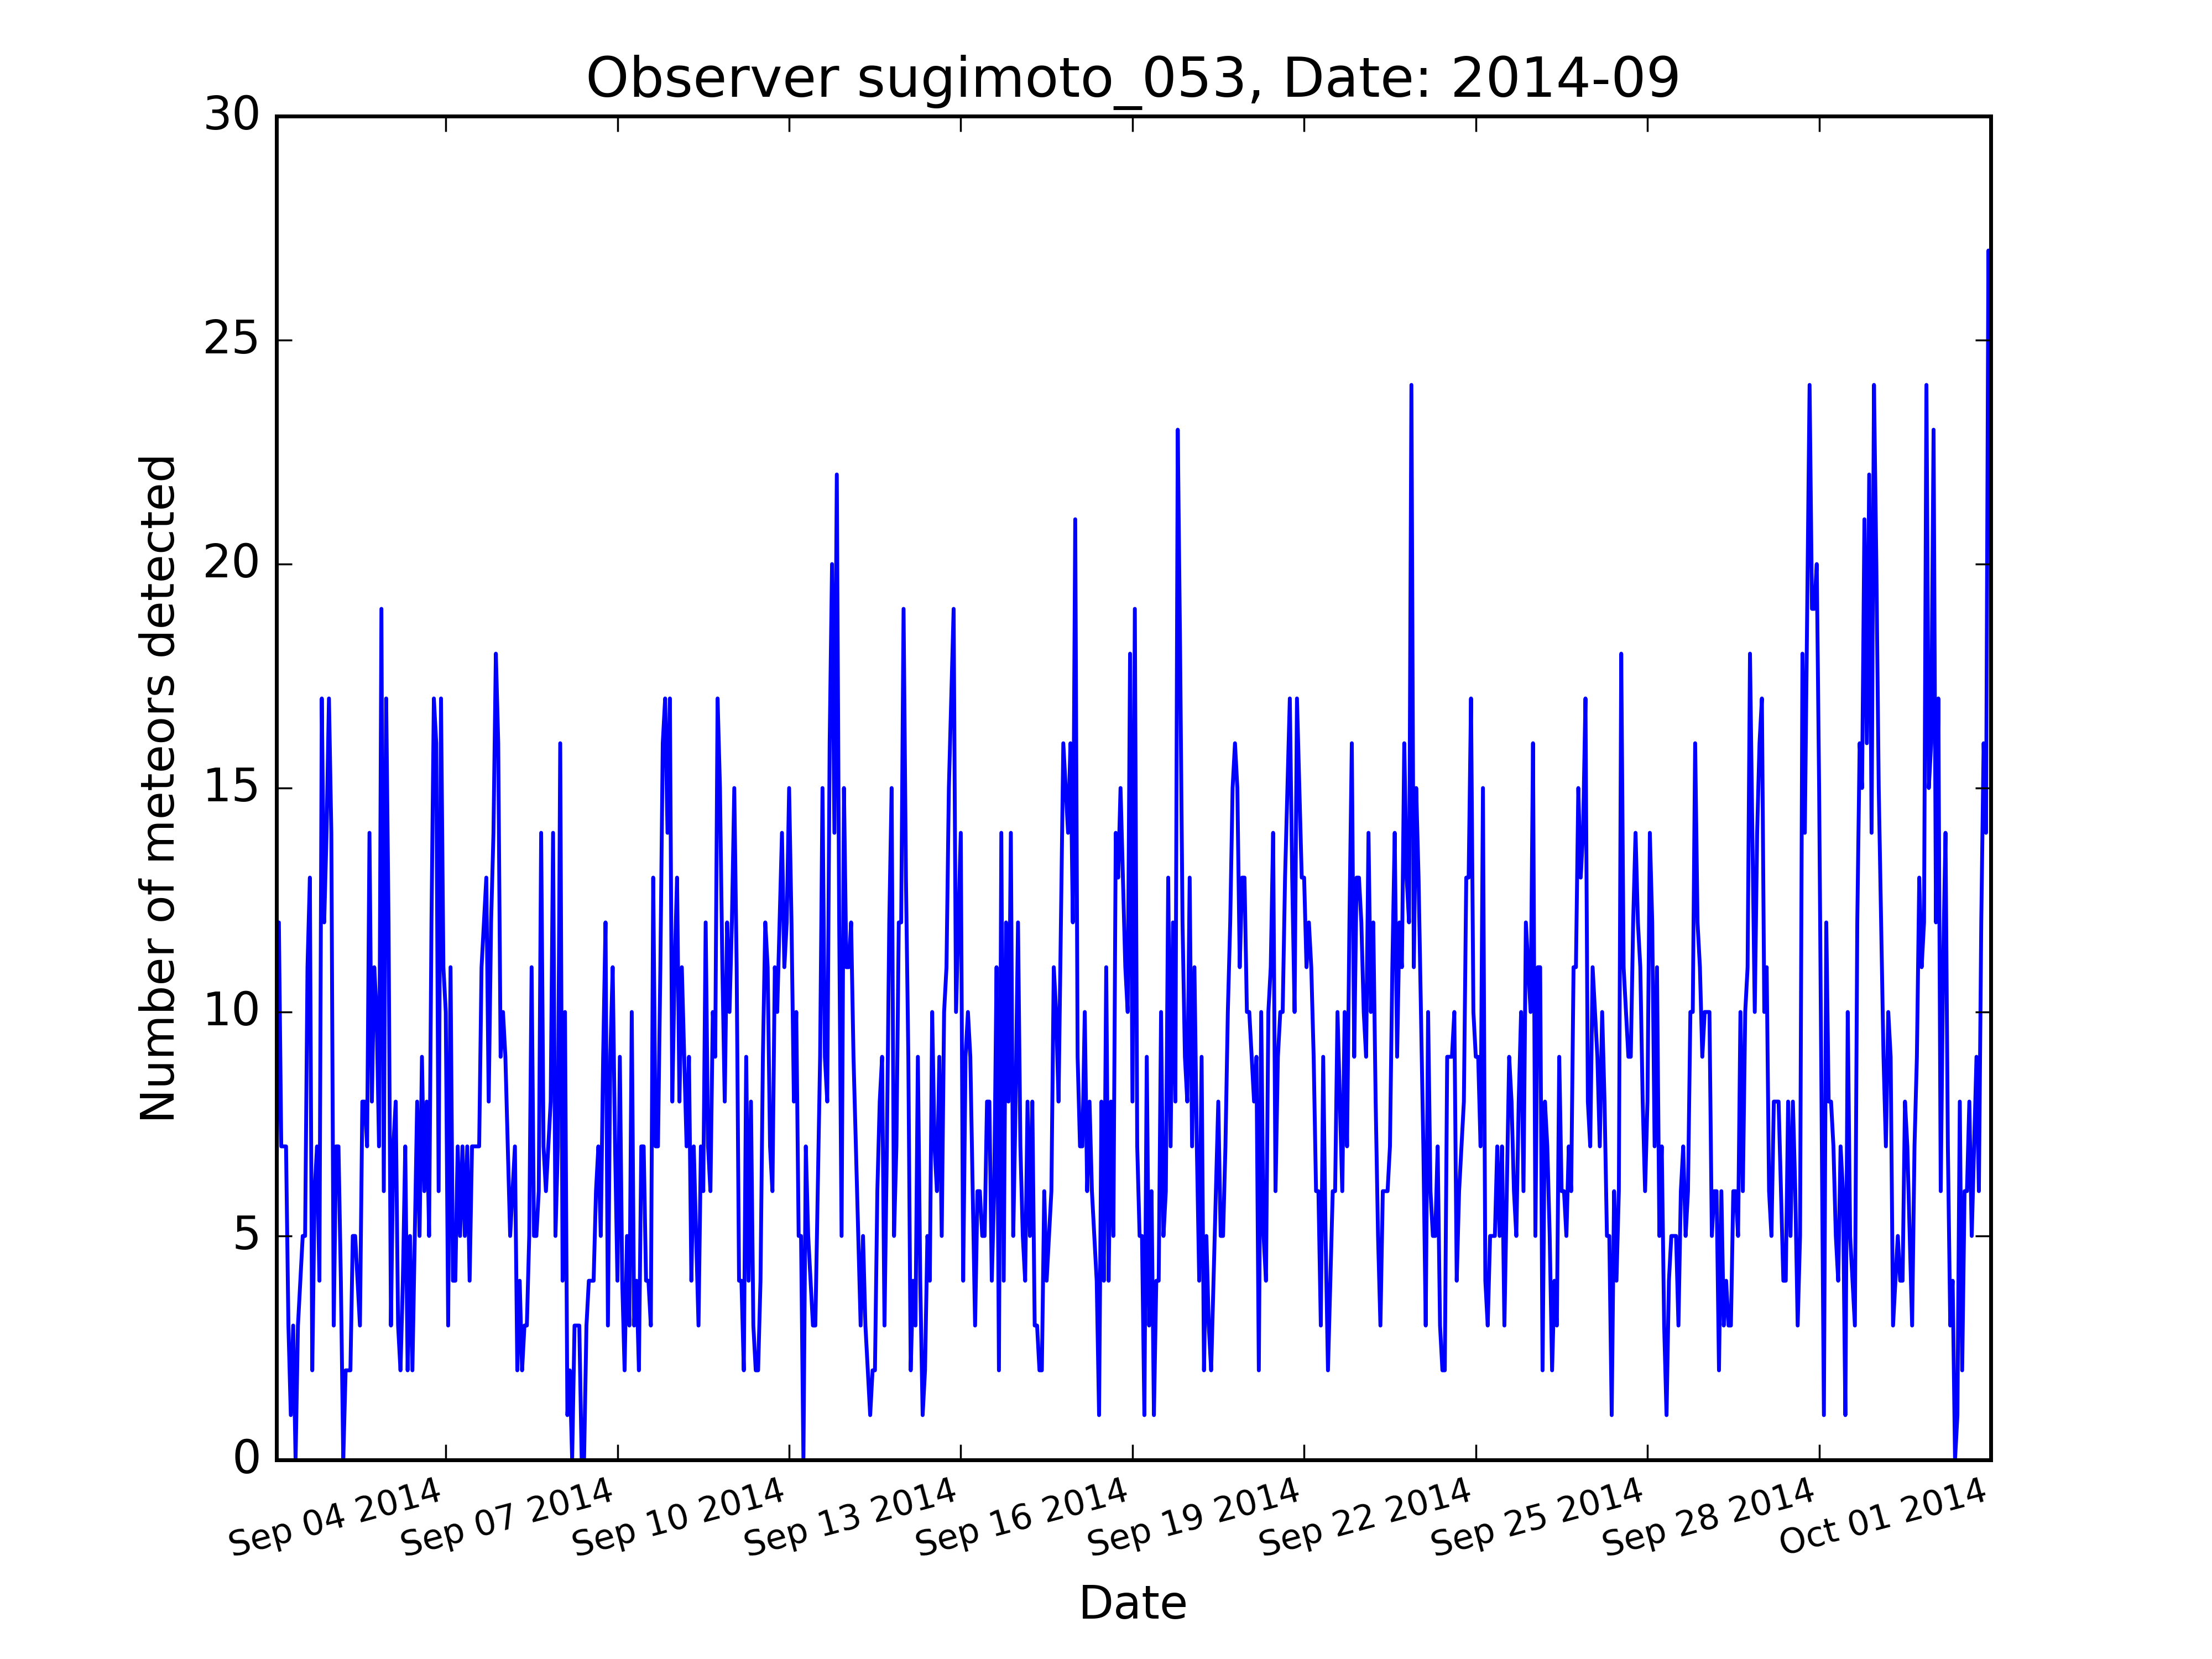 Observer sugimoto_053, Date: 2014-09
30
25
20
15
10
5
0
Number of meteors detected
Sep 04 2014
Sep 07 2014
Sep 10 2014
Sep 13 2014
Sep 16 2014
Sep 19 2014
Sep 22 2014
Sep 25 2014
Sep 28 2014
Oct 01 2014
Date